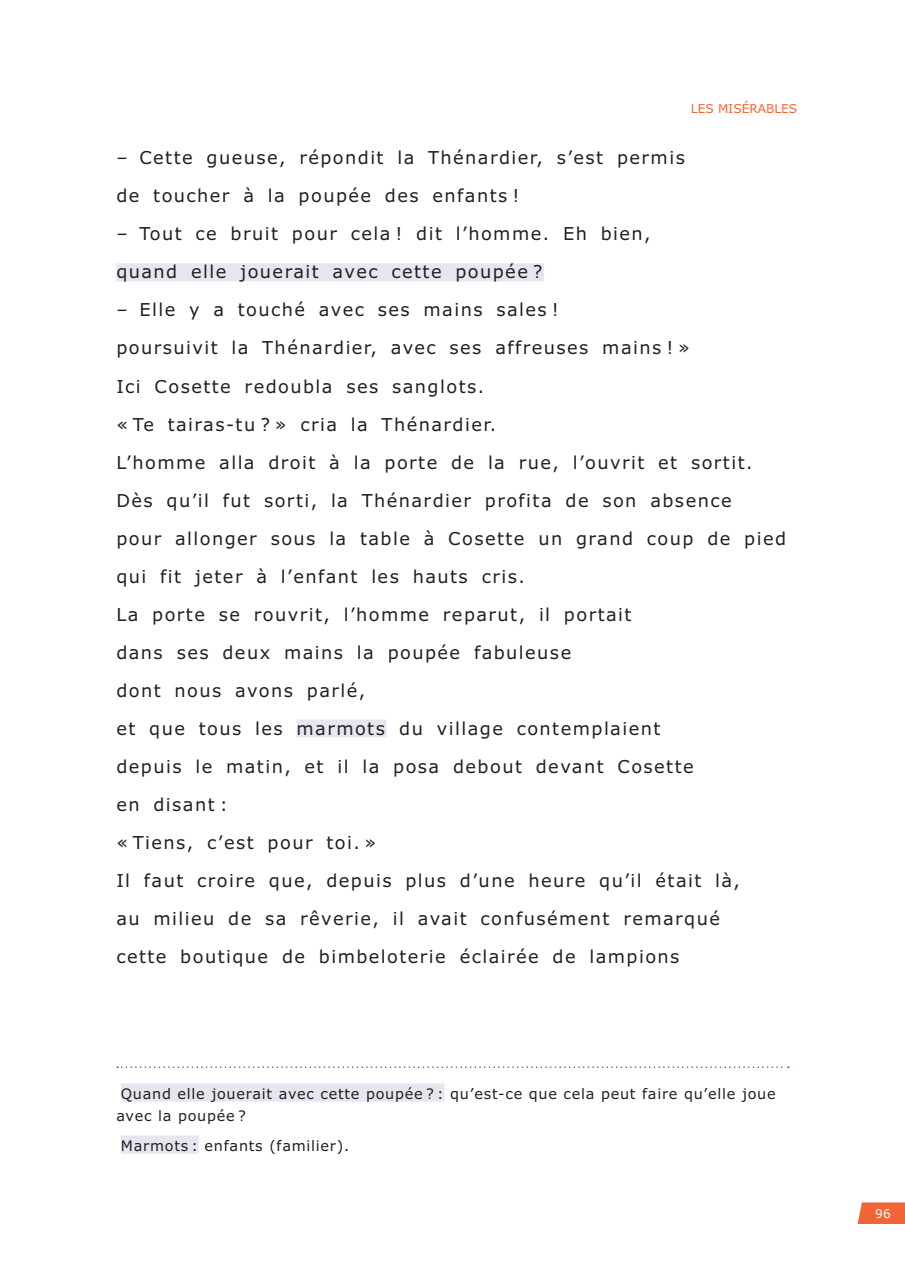 LES MISÉRABLES
– Cette gueuse, répondit la Thénardier, s’est permis
de toucher à la poupée des enfants !
– Tout ce bruit pour cela ! dit l’homme. Eh bien,
quand elle jouerait avec cette poupée ?
– Elle y a touché avec ses mains sales !
poursuivit la Thénardier, avec ses affreuses mains ! »
Ici Cosette redoubla ses sanglots.
« Te tairas-tu ? » cria la Thénardier.
L’homme alla droit à la porte de la rue, l’ouvrit et sortit.
Dès qu’il fut sorti, la Thénardier profita de son absence
pour allonger sous la table à Cosette un grand coup de pied
qui fit jeter à l’enfant les hauts cris.
La porte se rouvrit, l’homme reparut, il portait
dans ses deux mains la poupée fabuleuse
dont nous avons parlé,
et que tous les marmots du village contemplaient
depuis le matin, et il la posa debout devant Cosette
en disant :
« Tiens, c’est pour toi. »
Il faut croire que, depuis plus d’une heure qu’il était là,
au milieu de sa rêverie, il avait confusément remarqué
cette boutique de bimbeloterie éclairée de lampions
Quand elle jouerait avec cette poupée ? : qu’est-ce que cela peut faire qu’elle joue
avec la poupée ?
Marmots : enfants (familier).
96